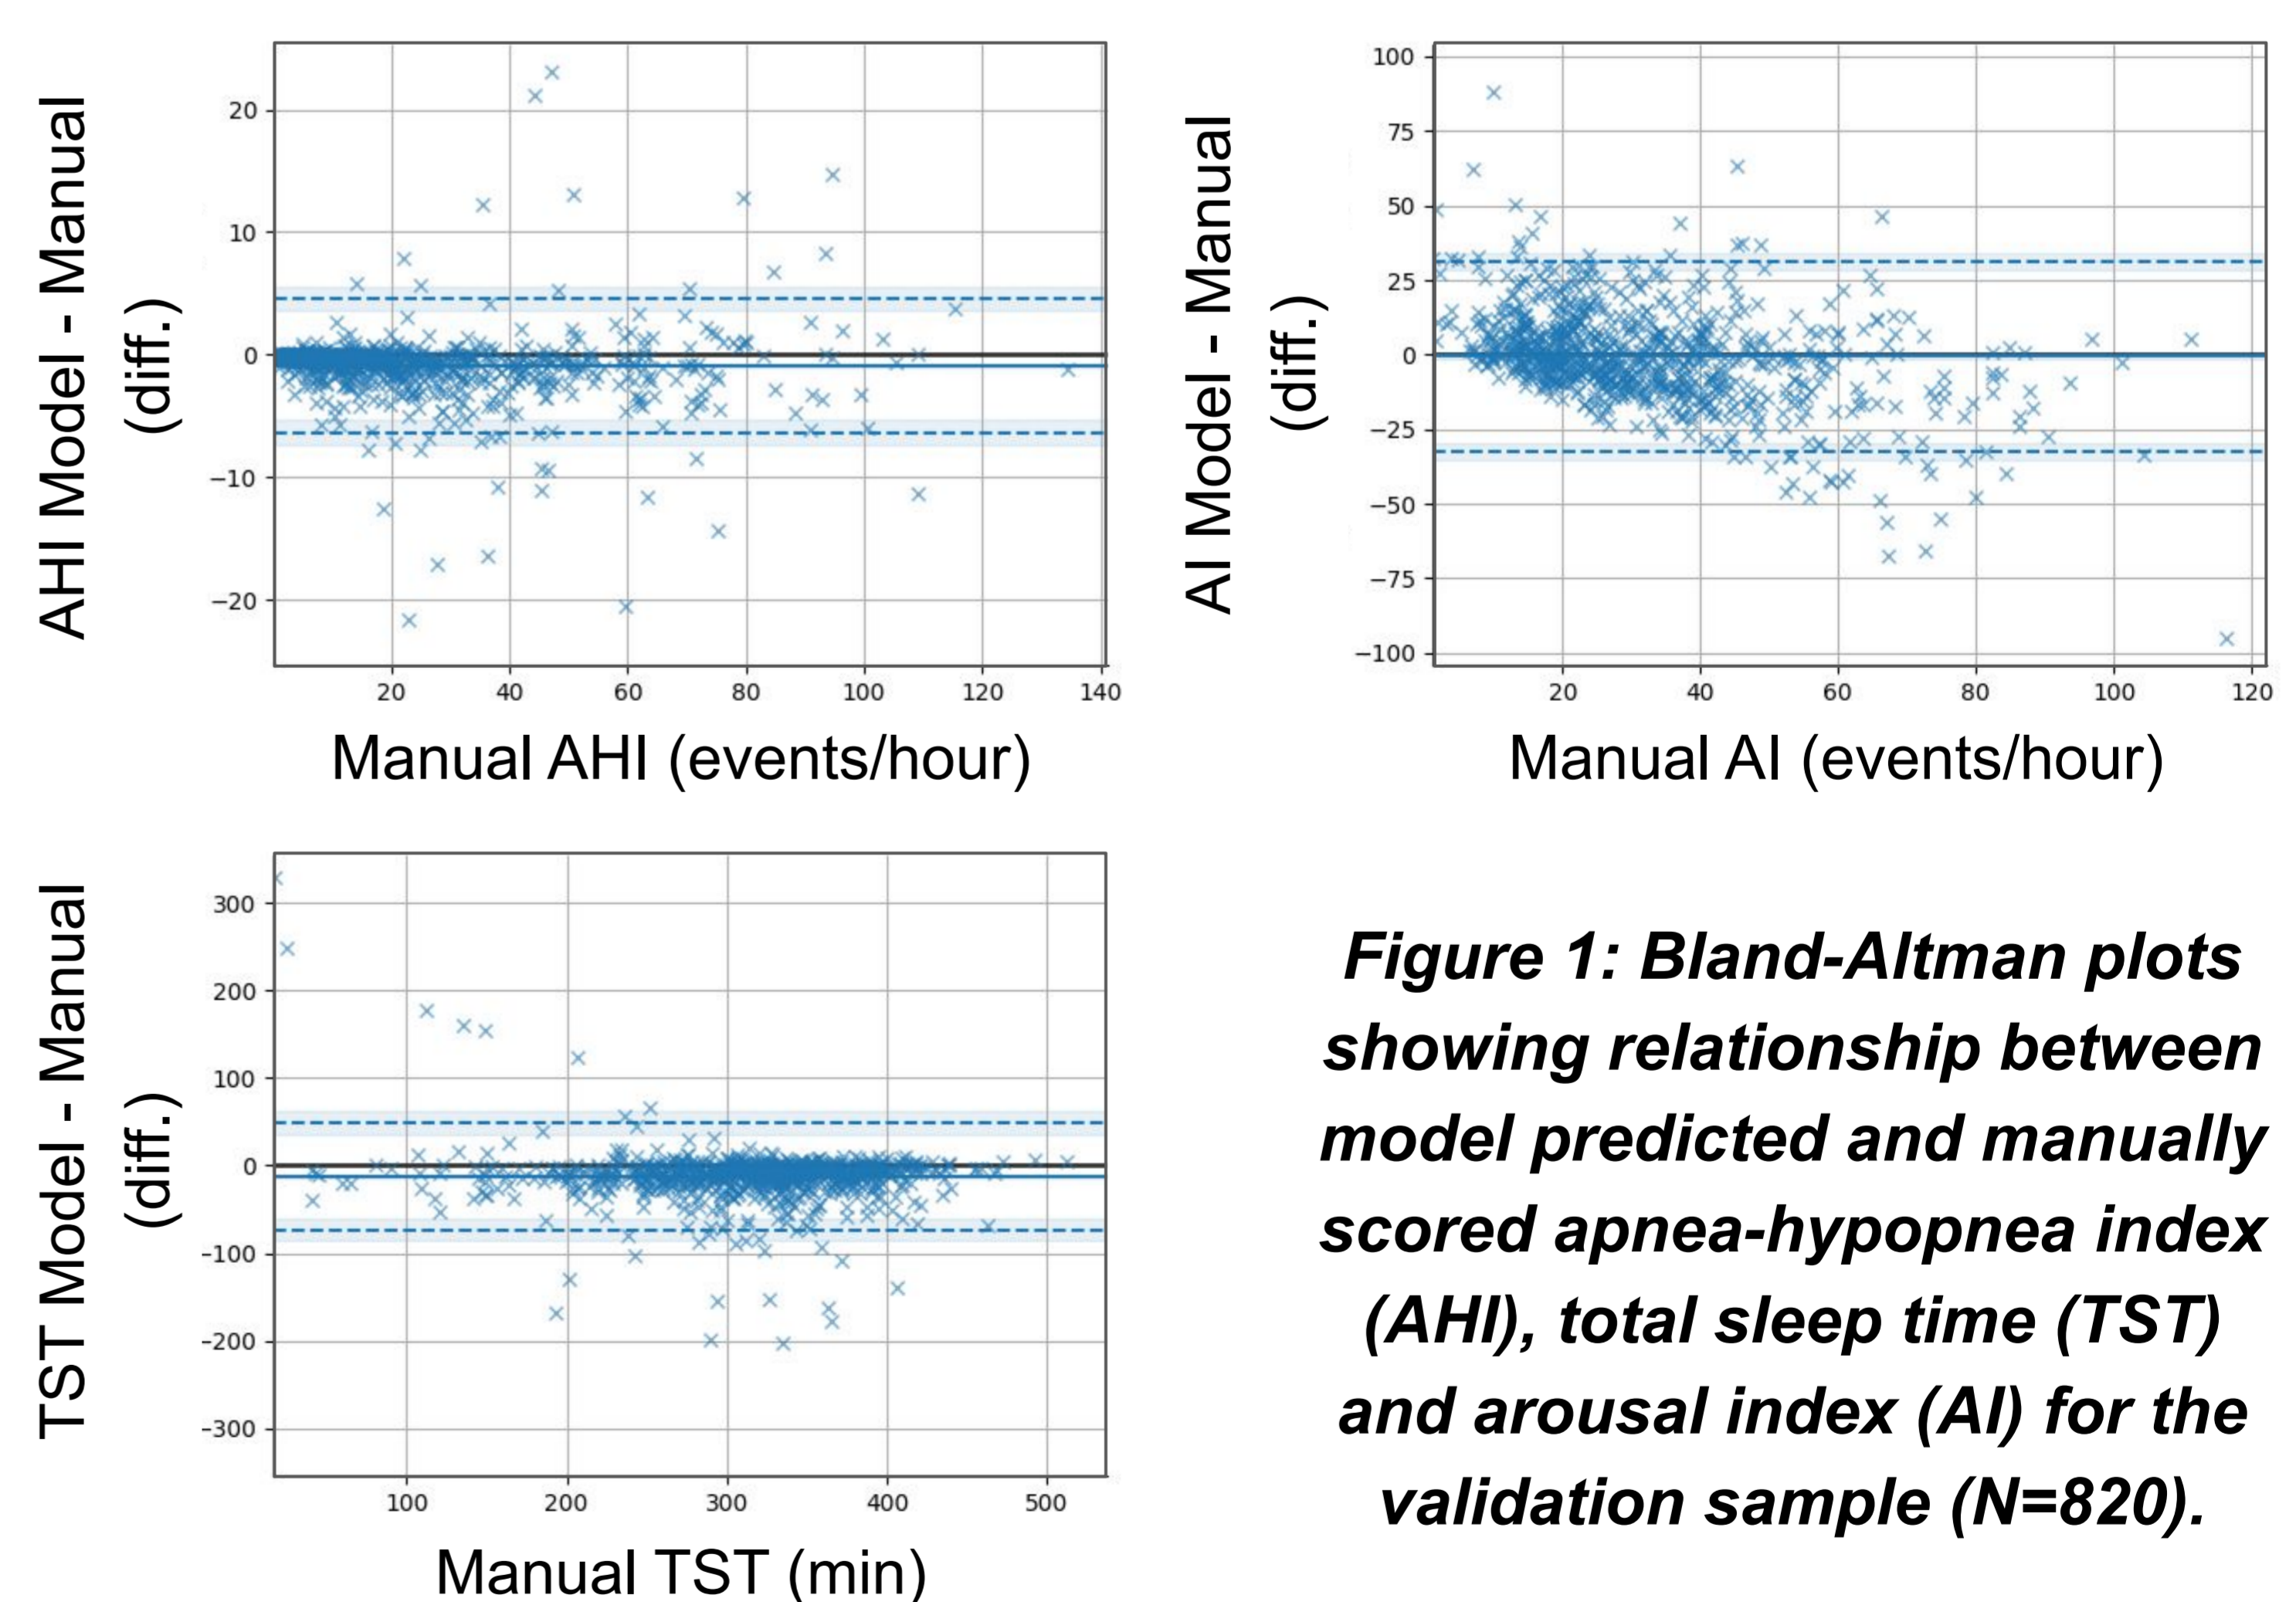 AHI Model - Manual
(diff.)
20
10
0
−10
−20
20 40 60 80 100 120 140
Manual AHI (events/hour)
AI Model - Manual
(diff.)
100
75
50
25
0
−25
−50
−75
−100
20 40 60 80 100 120
Manual AI (events/hour)
TST Model - Manual
(diff.)
300
200
100
0
−100
−200
−300
100 200 300 400 500
Manual TST (min)
Figure 1: Bland-Altman plots
showing relationship between
model predicted and manually
scored apnea-hypopnea index
(AHI), total sleep time (TST)
and arousal index (AI) for the
validation sample (N=820).